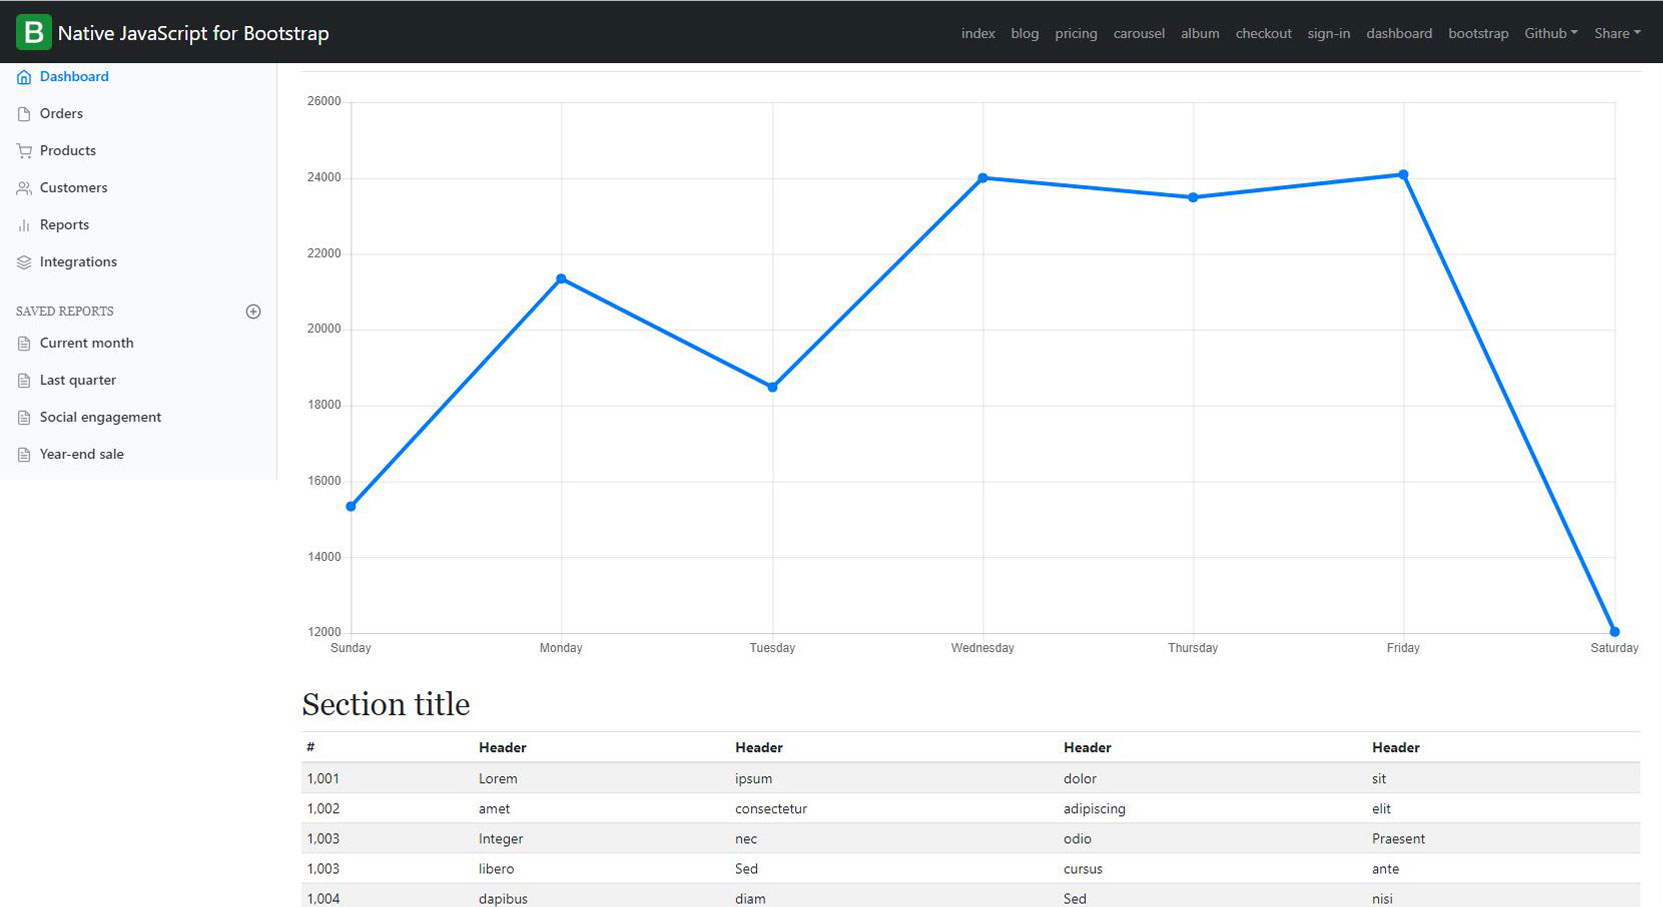 B Native JavaScript for Bootstrap index blog pricing carousel album checkout sign-in dashboard bootstrap Github Share
Dashboard
Orders
Products
Customers
Reports
Integrations
SAVED REPORTS
Current month
Last quarter
Social engagement
Year-end sale
26000
24000
22000
20000
18000
16000
14000
12000
Sunday Monday Tuesday Wednesday Thursday Friday Saturday
Section title
# Header Header Header Header
1,001 Lorem ipsum dolor sit
1,002 amet consectetur adipiscing elit
1,003 Integer nec odio Praesent
1,003 libero Sed cursus ante
1,004 dapibus diam Sed nisi